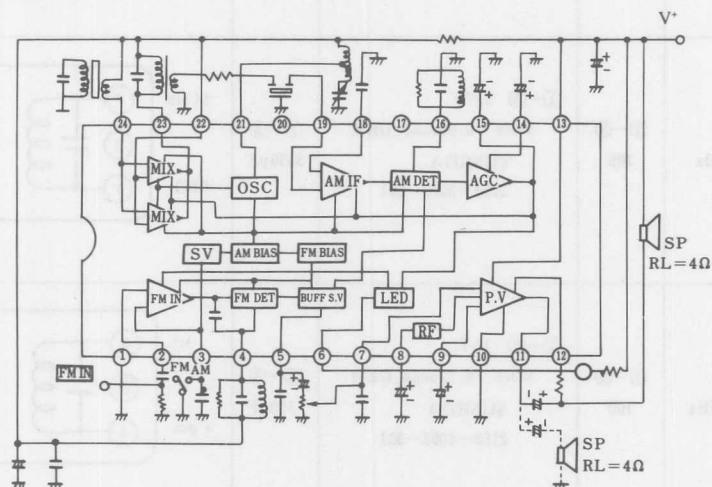 V+
24 23 22 21 20 19 18 17 16 15 14 13
MIX
OSC
AM IF
AM DET
AGC
MIX
SV
AM BIAS
FM BIAS
SP
RL=4Ω
FM IN
FM DET
BUFF S.V
LED
RF
P.V
1 2 3 4 5 6 7 8 9 10 11 12
FM IN
FM AM
SP
RL=4Ω